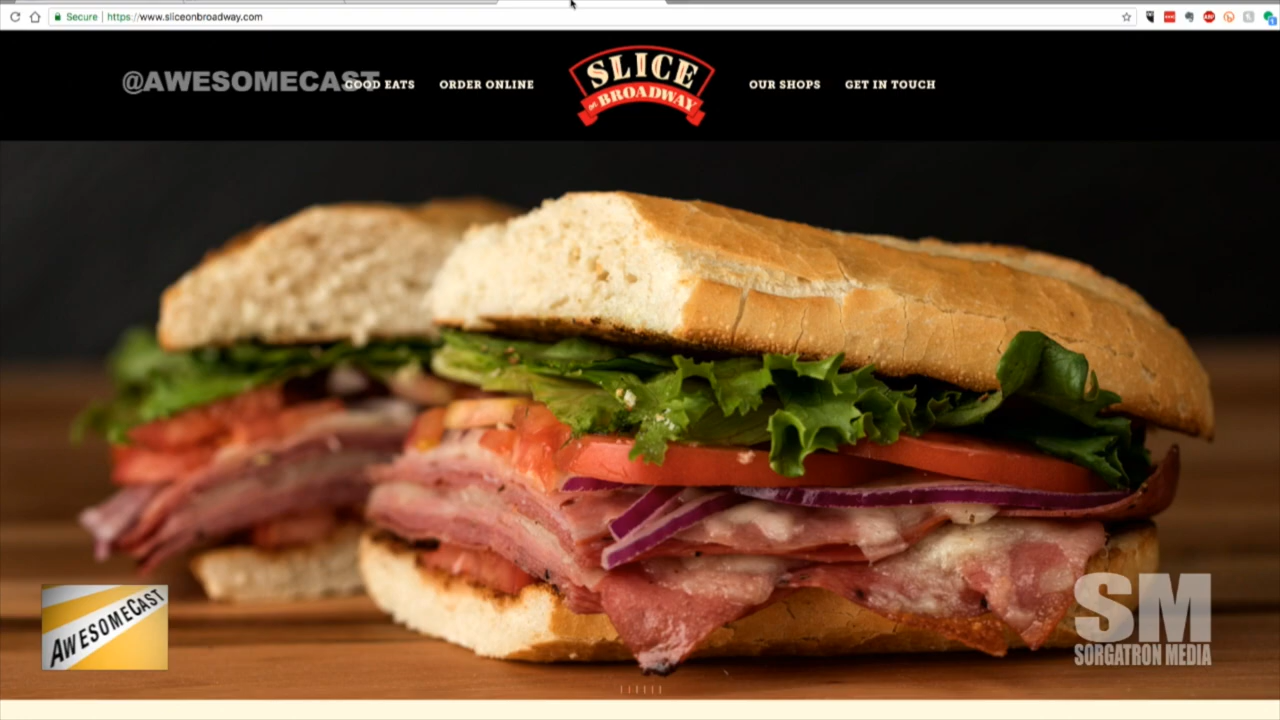 Secure
https://www.sliceonbroadway.com
@AWESOMECAST
GOOD EATS
ORDER ONLINE
SLICE
on BROADWAY
OUR SHOPS
GET IN TOUCH
AWESOMECAST
SM
SORGATRON MEDIA